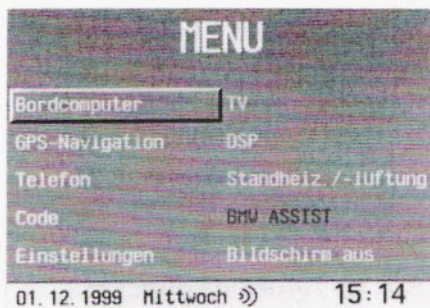 MENU
Bordcomputer TV
GPS-Navigation DSP
Telefon Standheiz./-lüftung
Code BMW ASSIST
Einstellungen Bildschirm aus
01.12.1999 Mittwoch 15:14